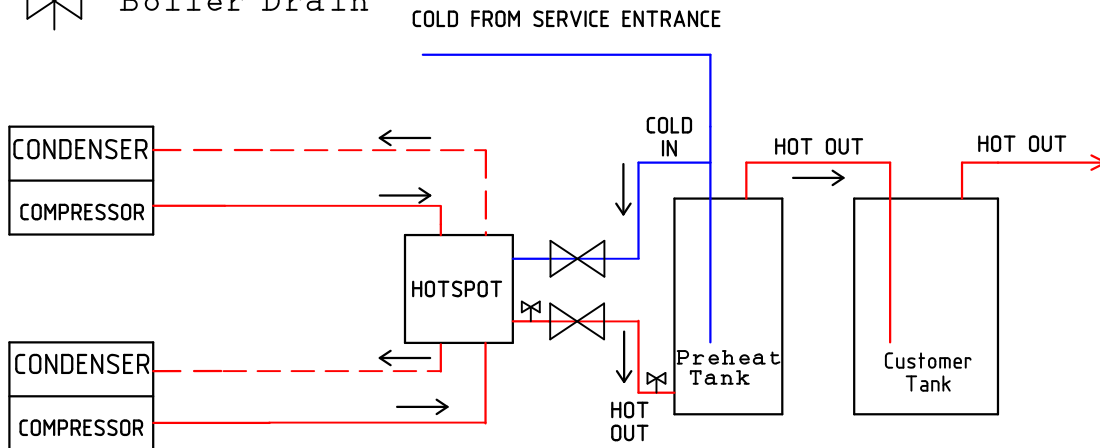 Boiler Drain
COLD FROM SERVICE ENTRANCE
CONDENSER
COMPRESSOR
COLD
IN
HOT OUT
HOT OUT
HOTSPOT
CONDENSER
COMPRESSOR
HOT
OUT
Preheat
Tank
Customer
Tank